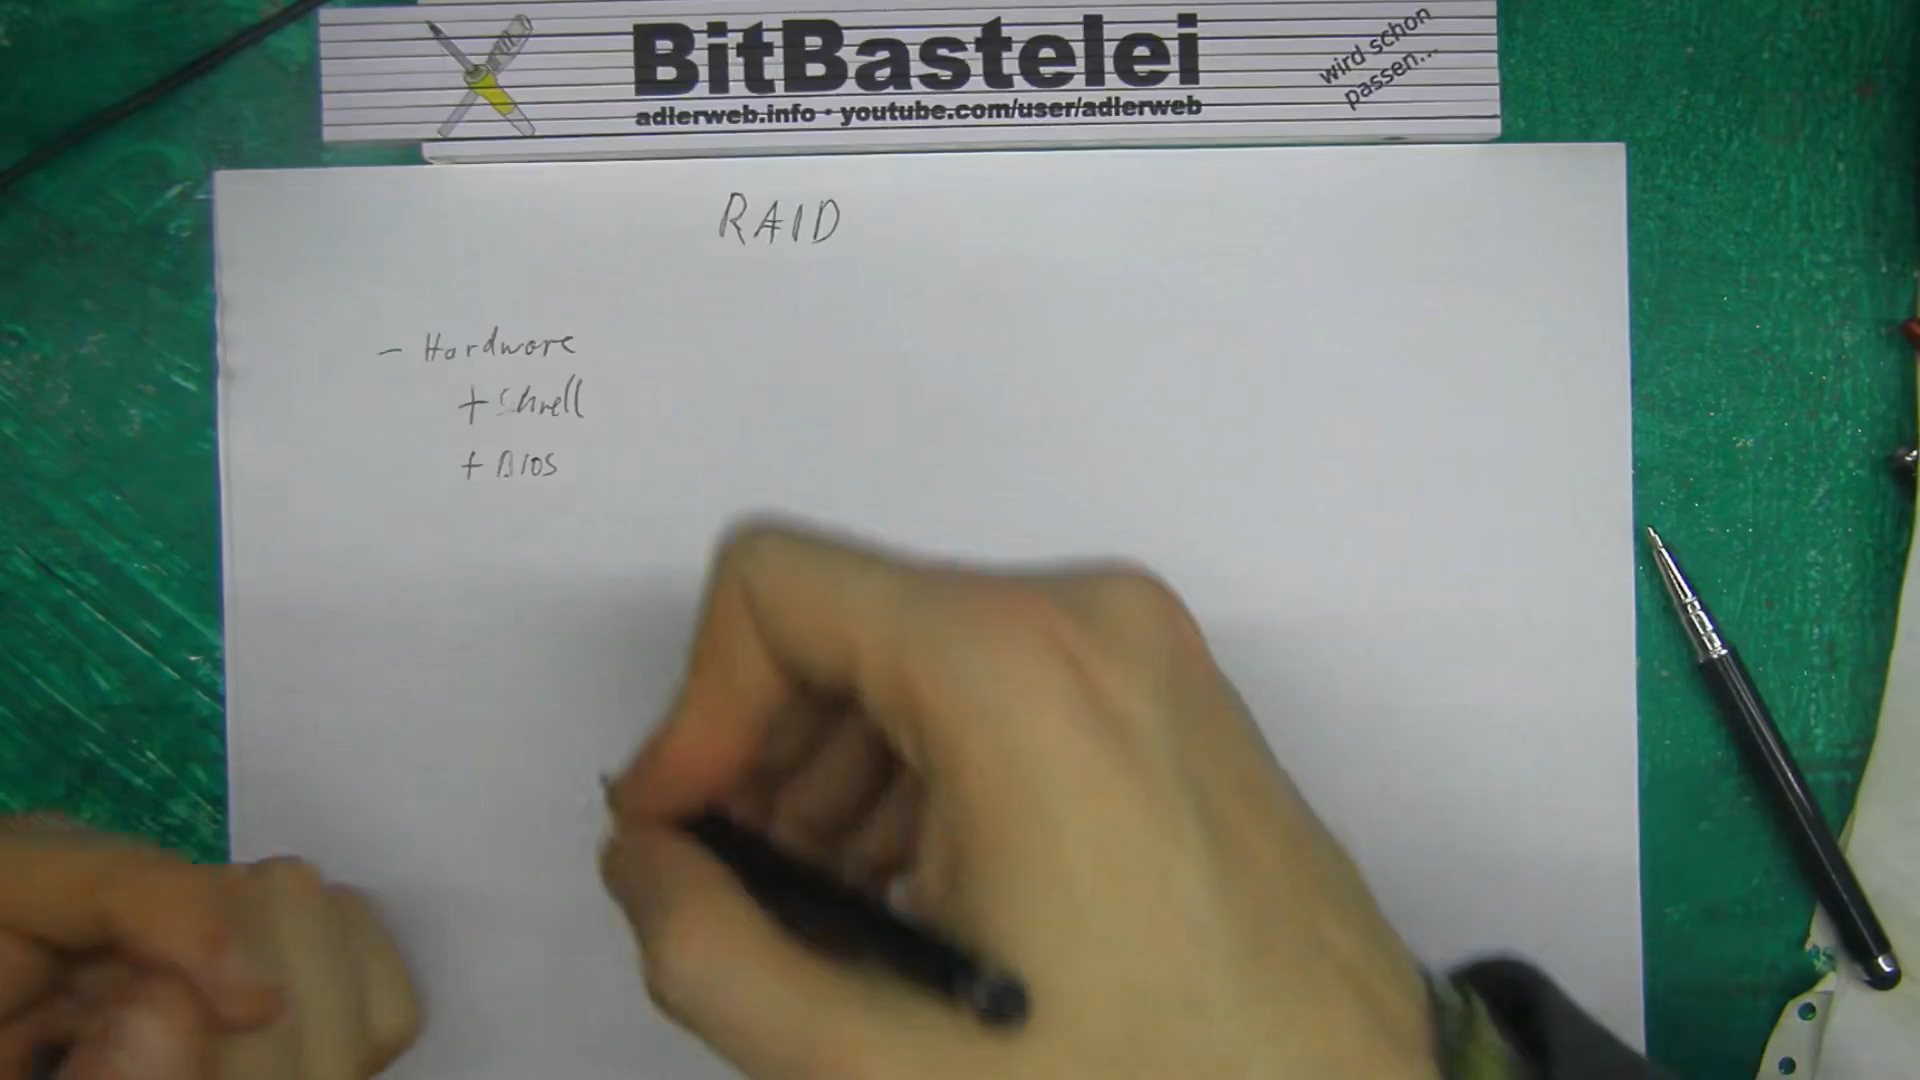 BitBastelei
adlerweb.info • youtube.com/user/adlerweb
wird schon
passen...
RAID
- Hardware
+ Schnell
+ BIOS